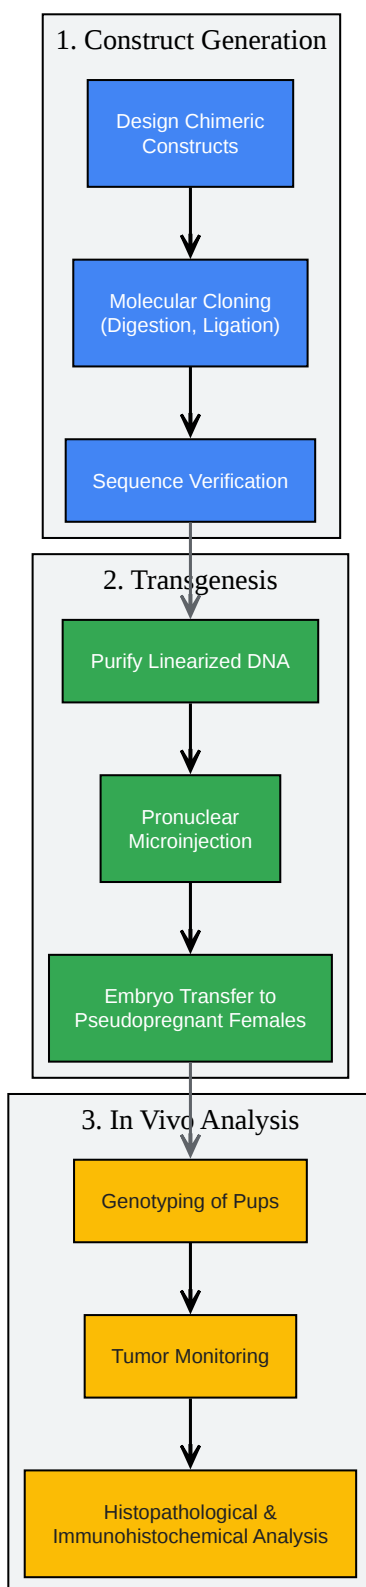 1. Construct Generation
Design Chimeric
Constructs
Molecular Cloning
(Digestion, Ligation)
Sequence Verification
2. Transgenesis
Purify Linearized DNA
Pronuclear
Microinjection
Embryo Transfer to
Pseudopregnant Females
3. In Vivo Analysis
Genotyping of Pups
Tumor Monitoring
Histopathological &
Immunohistochemical Analysis